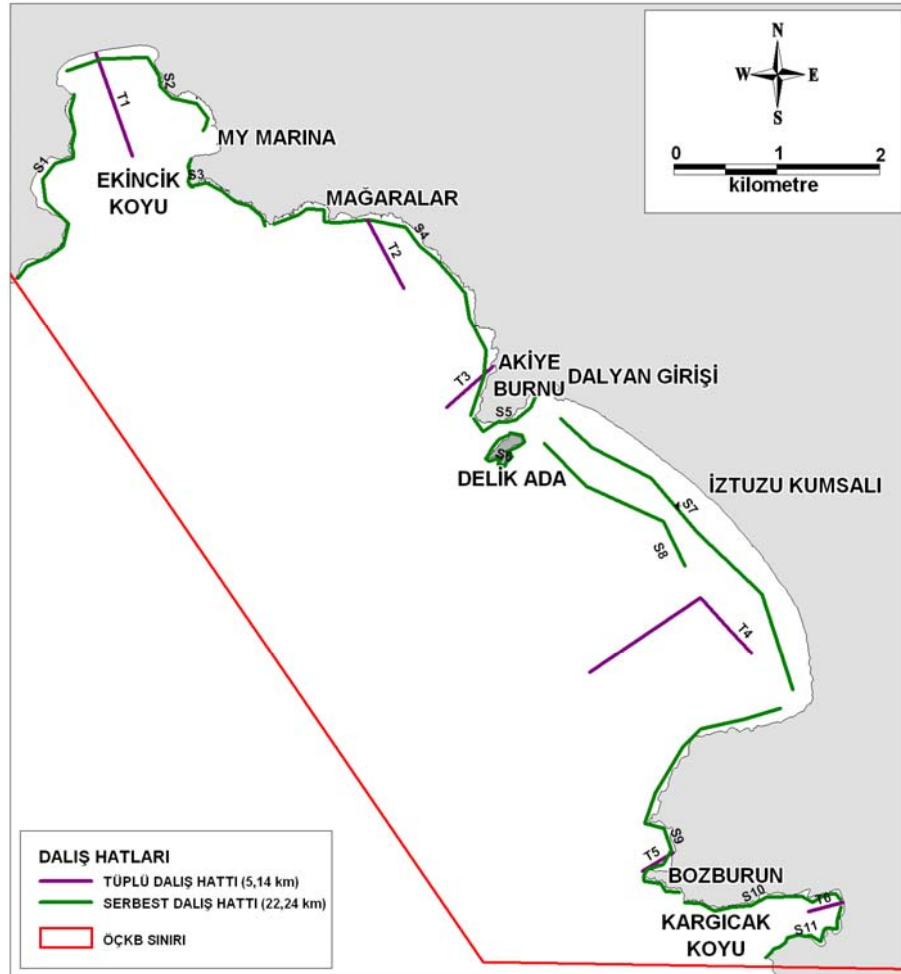 N
W E
S
0 1 2
kilometre
T1
S2
MY MARINA
S1
EKİNCİK
KOYU
S3
MAĞARALAR
S4
T2
AKİYE
BURNU
DALYAN GİRİŞİ
T3
S5
S6
DELİK ADA
İZTUZU KUMSALI
S7
S8
T4
S9
T5
BOZBURUN
S10
T6
KARGICAK
KOYU
S11
DALIŞ HATLARI
TÜPLÜ DALIŞ HATTI (5,14 km)
SERBEST DALIŞ HATTI (22,24 km)
ÖÇKB SINIRI